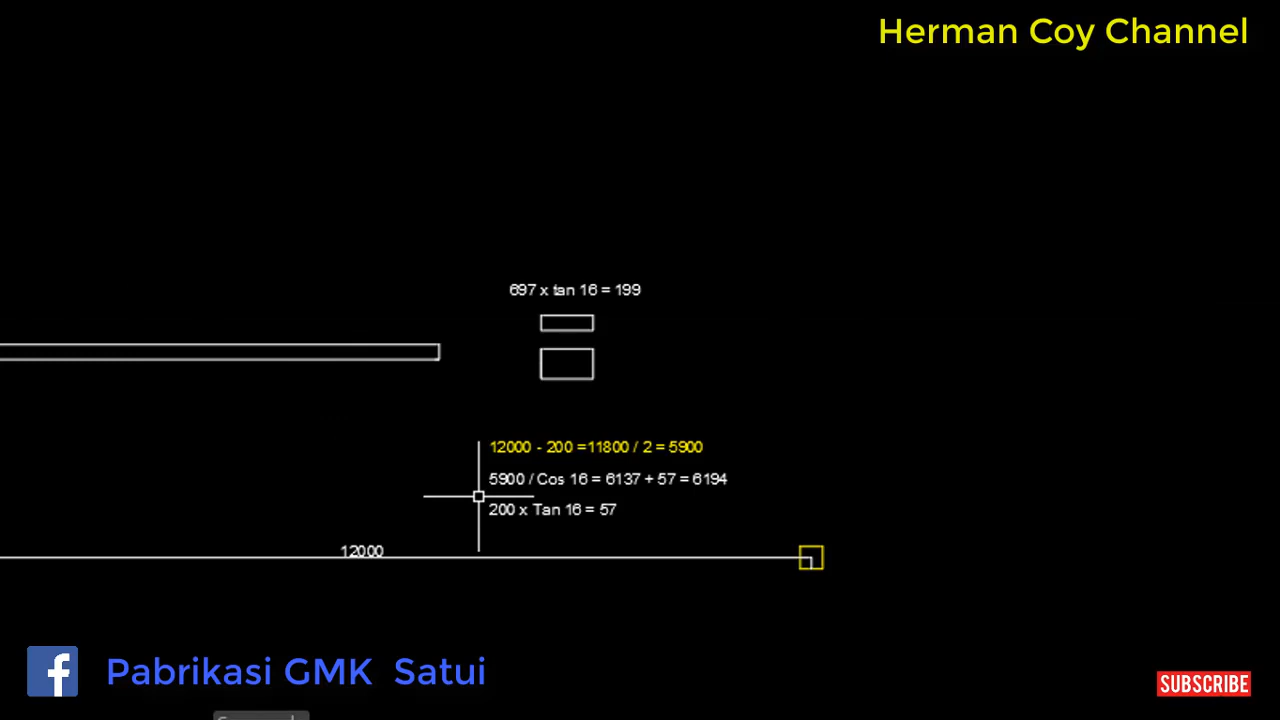 Herman Coy Channel
697 x tan 16 = 199
12000 - 200 =11800 / 2 = 5900
5900 / Cos 16 = 6137 + 57 = 6194
200 x Tan 16 = 57
12000
Pabrikasi GMK Satui
SUBSCRIBE